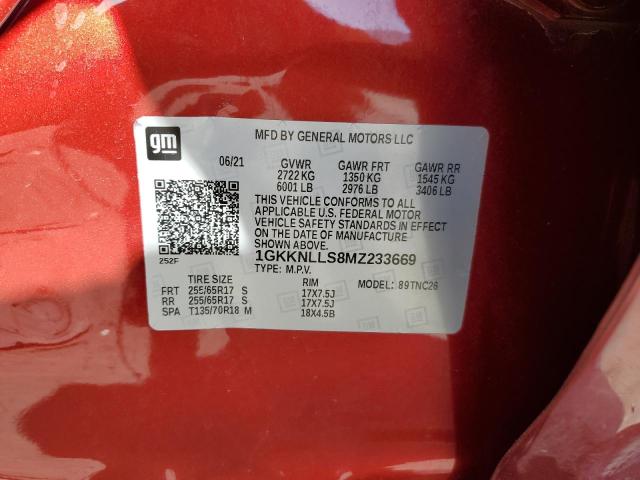 gm
MFD BY GENERAL MOTORS LLC
06/21 GVWR GAWR FRT GAWR RR
2722 KG 1350 KG 1545 KG
6001 LB 2976 LB 3406 LB
THIS VEHICLE CONFORMS TO ALL
APPLICABLE U.S. FEDERAL MOTOR
VEHICLE SAFETY STANDARDS IN EFFECT
ON THE DATE OF MANUFACTURE
SHOWN ABOVE.
252F
1GKKNLLS8MZ233669
TYPE: M.P.V. MODEL: 89TNC26
TIRE SIZE RIM
FRT 255/65R17 S 17X7.5J
RR 255/65R17 S 17X7.5J
SPA T135/70R18 M 18X4.5B